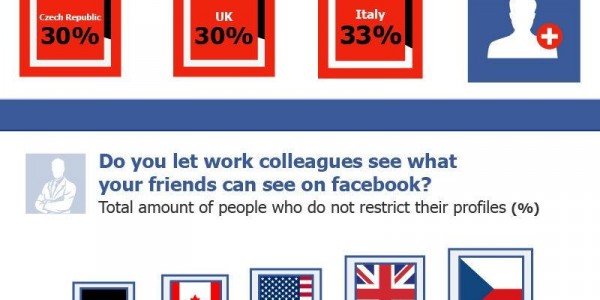 Czech Republic
30%
UK
30%
Italy
33%
Do you let work colleagues see what
your friends can see on facebook?
Total amount of people who do not restrict their profiles (%)